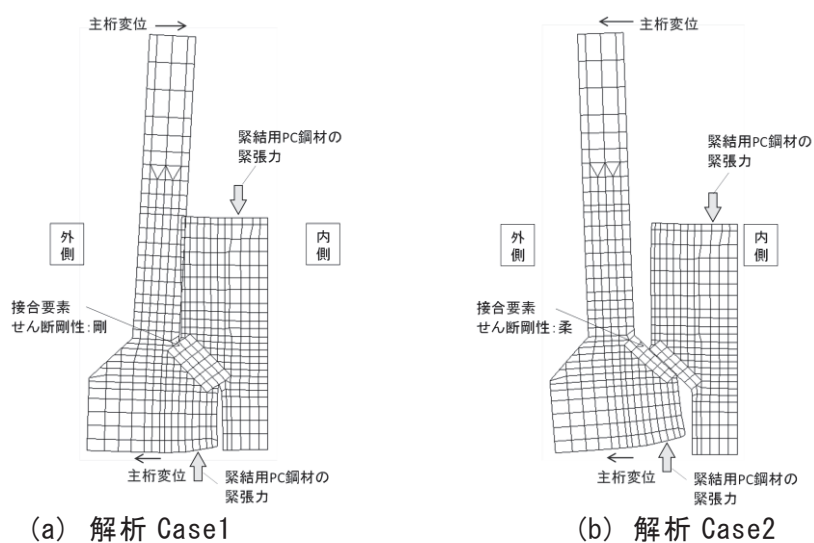 主桁変位
緊結用PC鋼材の
緊張力
外
側
内
側
接合要素
せん断剛性:剛
主桁変位
緊結用PC鋼材の
緊張力
(a) 解析 Case1
主桁変位
緊結用PC鋼材の
緊張力
外
側
内
側
接合要素
せん断剛性:柔
主桁変位
緊結用PC鋼材の
緊張力
(b) 解析 Case2